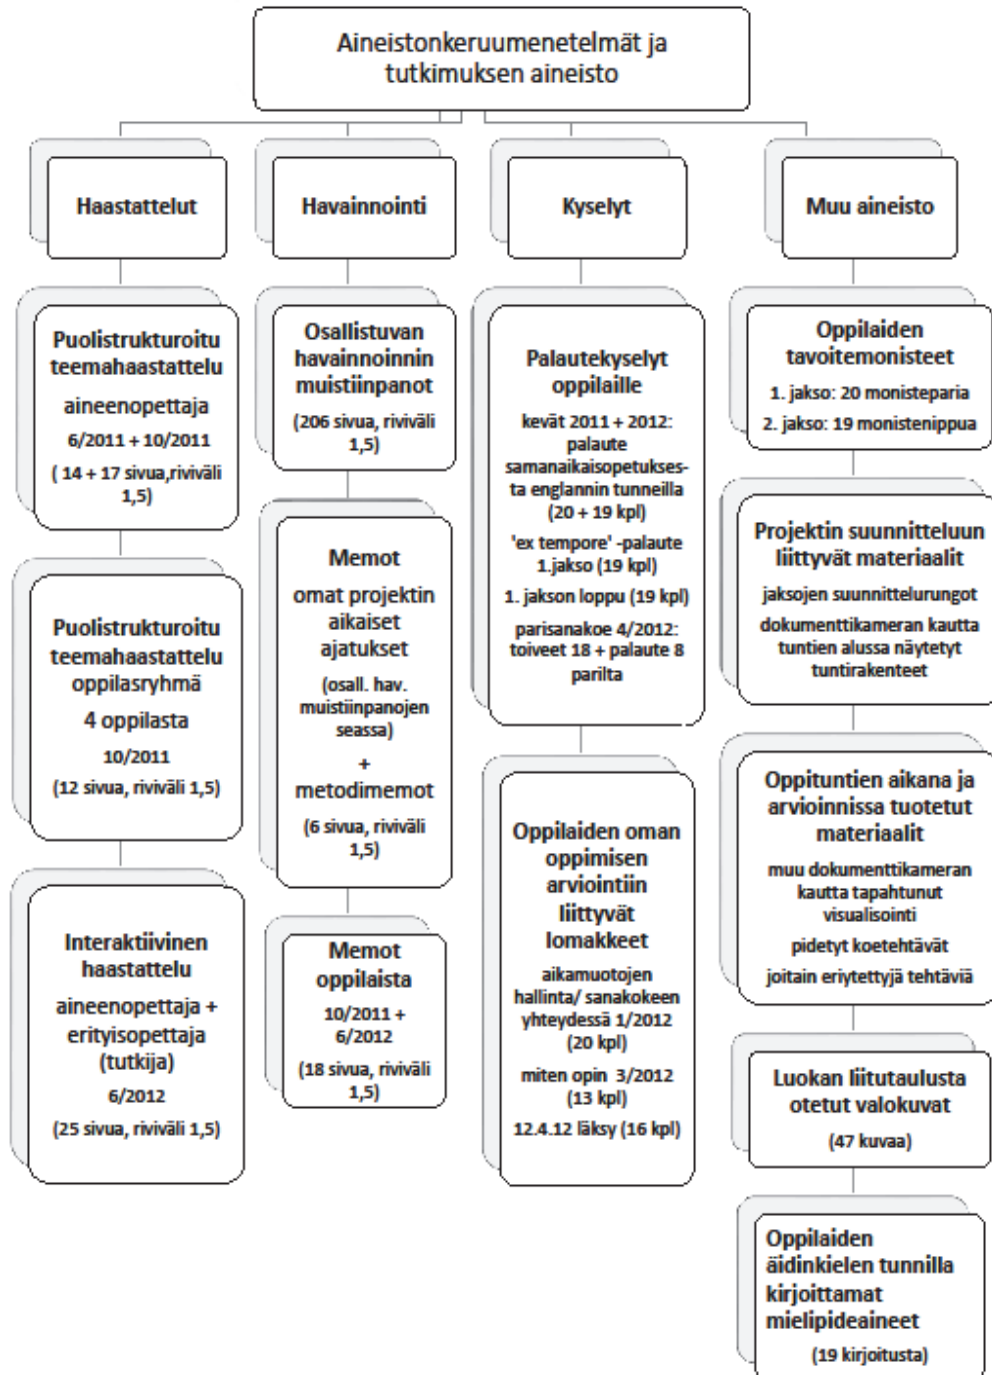 Aineistonkeruumenetelmät ja
tutkimuksen aineisto
Haastattelut
Puolistrukturoitu
teemahaastattelu
aineenopettaja
6/2011 + 10/2011
( 14 + 17 sivua,riviväli
1,5)
Puolistrukturoitu
teemahaastattelu
oppilasryhmä
4 oppilasta
10/2011
(12 sivua, riviväli 1,5)
Interaktiivinen
haastattelu
aineenopettaja +
erityisopettaja
(tutkija)
6/2012
(25 sivua, riviväli 1,5)
Havainnointi
Osallistuvan
havainnoinnin
muistiinpanot
(206 sivua, riviväli
1,5)
Memot
omat projektin
aikaiset
ajatukset
(osall. hav.
muistiinpanojen
seassa)
+
metodimemot
(6 sivua, riviväli
1,5)
Memot
oppilaista
10/2011 +
6/2012
(18 sivua, riviväli
1,5)
Kyselyt
Palautekyselyt
oppilaille
kevät 2011 + 2012:
palaute
samanaikaisopetukses-
ta englannin tunneilla
(20 + 19 kpl)
'ex tempore' -palaute
1.jakso (19 kpl)
1. jakson loppu (19 kpl)
parisanakoe 4/2012:
toiveet 18 + palaute 8
parilta
Oppilaiden oman
oppimisen
arviointiin
liittyvät
lomakkeet
aikamuotojen
hallinta/ sanakokeen
yhteydessä 1/2012
(20 kpl)
miten opin 3/2012
(13 kpl)
12.4.12 läksy (16 kpl)
Muu aineisto
Oppilaiden
tavoitemonisteet
1. jakso: 20 monisteparia
2. jakso: 19 monistenippua
Projektin suunnitteluun
liittyvät materiaalit
jaksojen suunnittelurungot
dokumenttikameran kautta
tuntien alussa näytetyt
tuntirakenteet
Oppituntien aikana ja
arvioinnissa tuotetut
materiaalit
muu dokumenttikameran
kautta tapahtunut
visualisointi
pidetyt koetehtävät
joitain eriytettyjä tehtäviä
Luokan liitutaulusta
otetut valokuvat
(47 kuvaa)
Oppilaiden
äidinkielen tunnilla
kirjoittamat
mielipideaineet
(19 kirjoitusta)